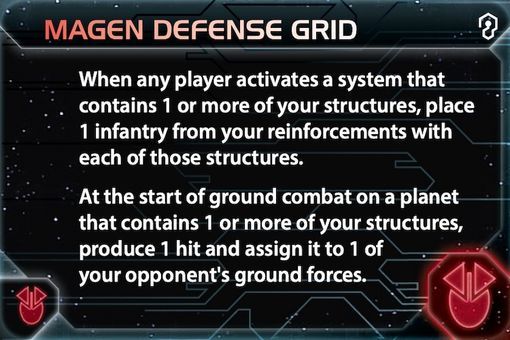 MAGEN DEFENSE GRID
When any player activates a system that
contains 1 or more of your structures, place
1 infantry from your reinforcements with
each of those structures.
At the start of ground combat on a planet
that contains 1 or more of your structures,
produce 1 hit and assign it to 1 of
your opponent's ground forces.